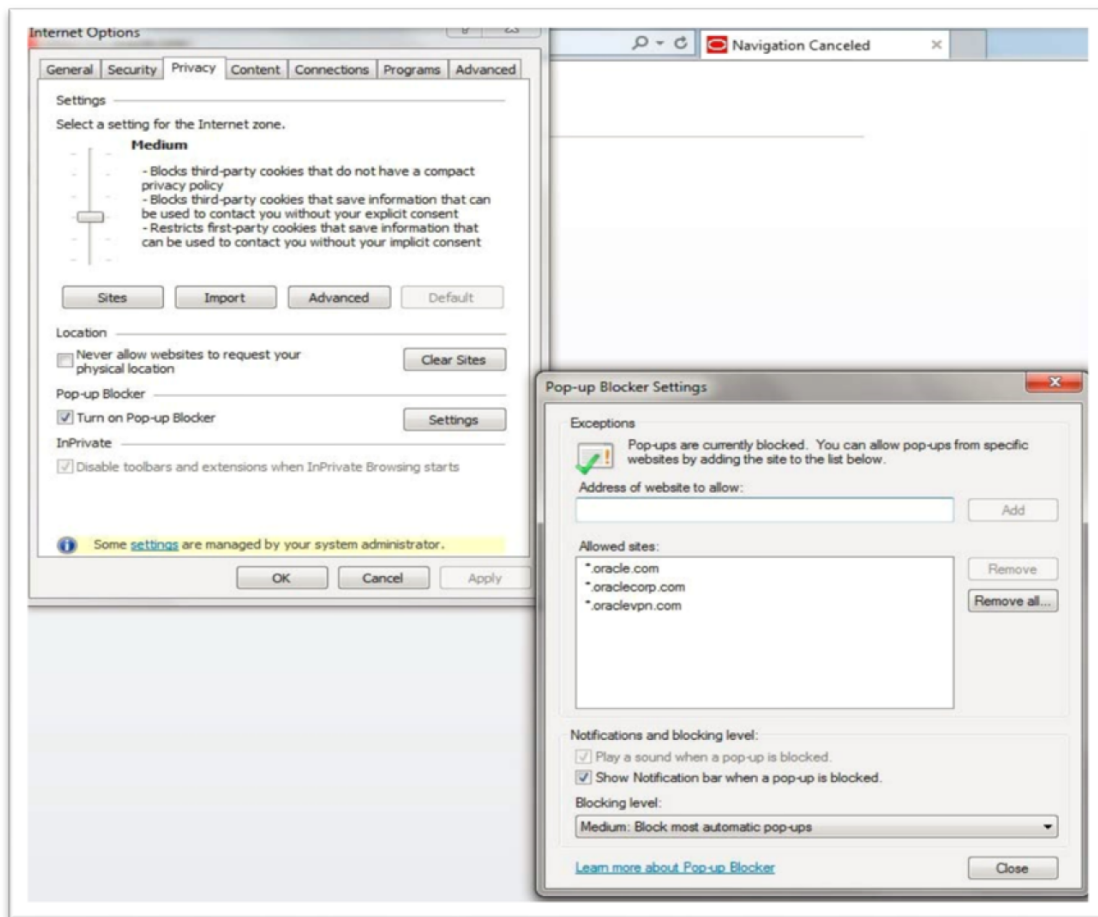 Internet Options
Navigation Canceled
General Security Privacy Content Connections Programs Advanced
Settings
Select a setting for the Internet zone.
Medium
- Blocks third-party cookies that do not have a compact
privacy policy
- Blocks third-party cookies that save information that can
be used to contact you without your explicit consent
- Restricts first-party cookies that save information that
can be used to contact you without your implicit consent
Sites Import Advanced Default
Location
Never allow websites to request your
physical location
Clear Sites
Pop-up Blocker
Turn on Pop-up Blocker
Settings
InPrivate
Disable toolbars and extensions when InPrivate Browsing starts
Some settings are managed by your system administrator.
OK Cancel Apply
Pop-up Blocker Settings
Exceptions
Pop-ups are currently blocked. You can allow pop-ups from specific
websites by adding the site to the list below.
Address of website to allow:
Add
Allowed sites:
*.oracle.com
*.oraclecorp.com
*.oraclevpn.com
Remove
Remove all...
Notifications and blocking level:
Play a sound when a pop-up is blocked.
Show Notification bar when a pop-up is blocked.
Blocking level:
Medium: Block most automatic pop-ups
Learn more about Pop-up Blocker
Close